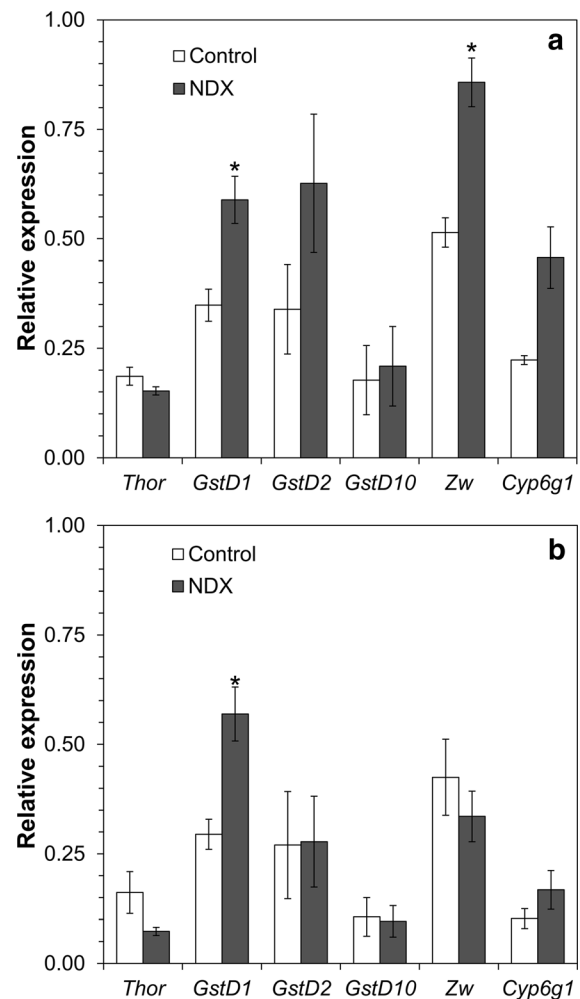 a
1.00
Control
NDX
*
*
0.75
0.50
0.25
0.00
Relative expression
Thor GstD1 GstD2 GstD10 Zw Cyp6g1
b
1.00
Control
NDX
*
0.75
0.50
0.25
0.00
Relative expression
Thor GstD1 GstD2 GstD10 Zw Cyp6g1